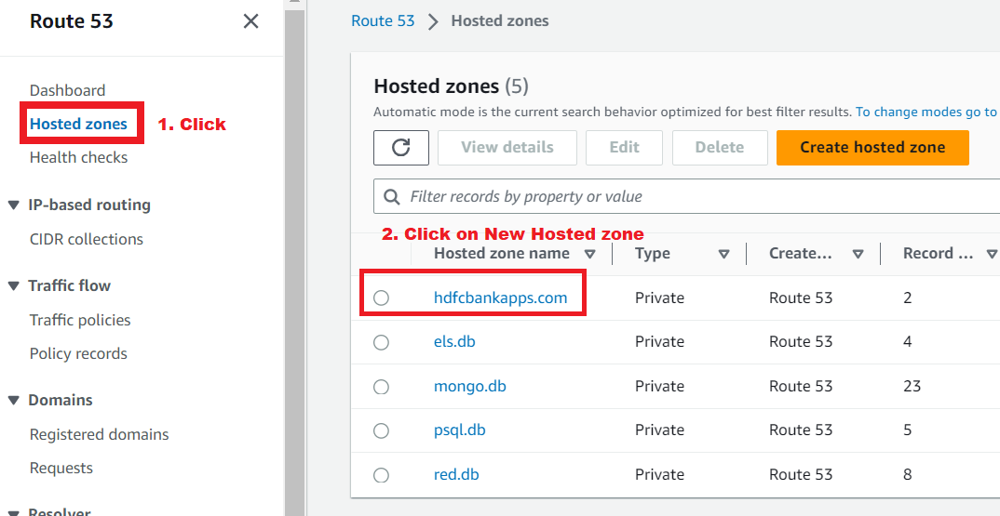 Route 53
Dashboard
Hosted zones 1. Click
Health checks
IP-based routing
CIDR collections
Traffic flow
Traffic policies
Policy records
Domains
Registered domains
Requests
Resolver
Route 53 > Hosted zones
Hosted zones (5)
Automatic mode is the current search behavior optimized for best filter results. To change modes go to
View details Edit Delete Create hosted zone
Filter records by property or value
2. Click on New Hosted zone
Hosted zone name Type Create... Record ...
hdfcbankapps.com Private Route 53 2
els.db Private Route 53 4
mongo.db Private Route 53 23
psql.db Private Route 53 5
red.db Private Route 53 8